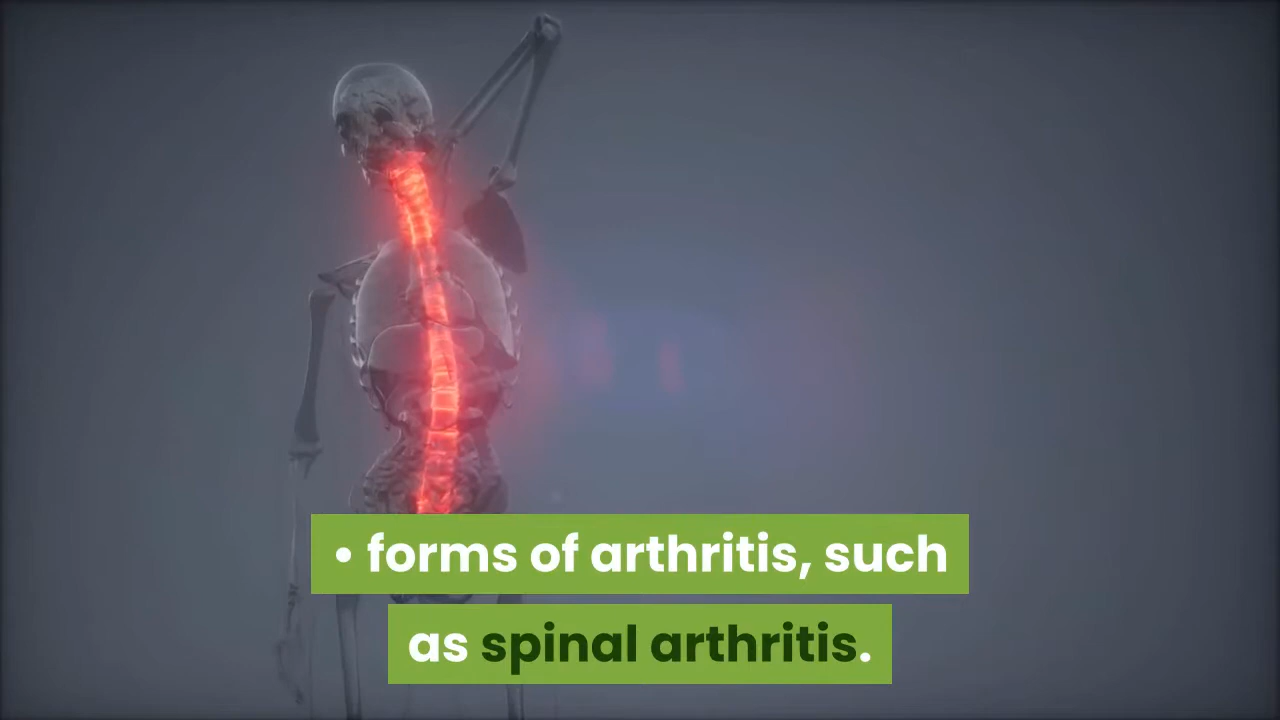 • forms of arthritis, such
as spinal arthritis.